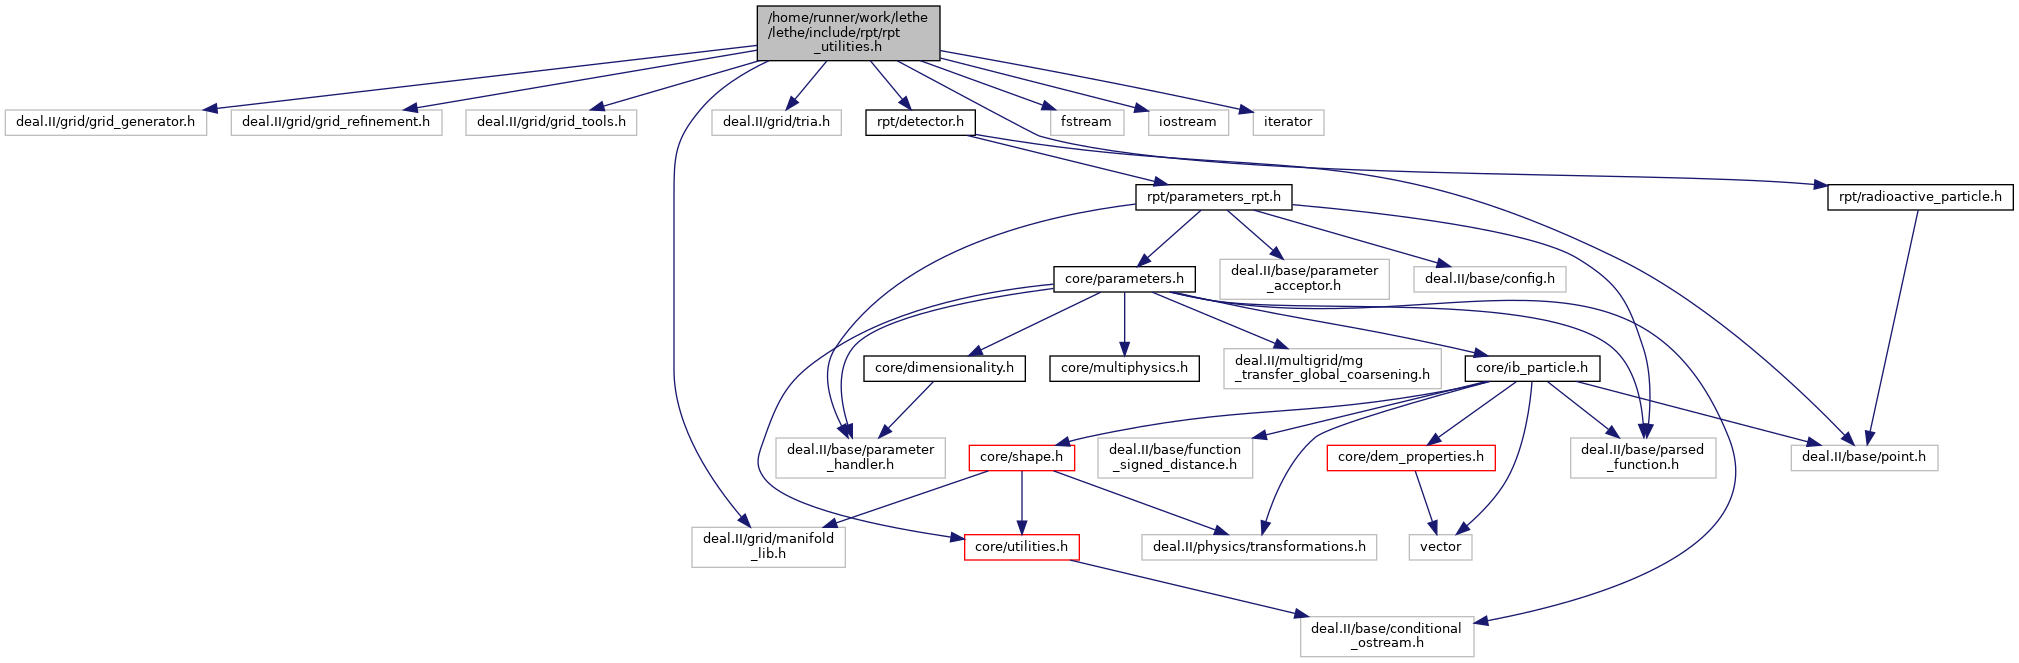 /home/runner/work/lethe
/lethe/include/rpt/rpt
_utilities.h
deal.II/grid/grid_generator.h
deal.II/grid/grid_refinement.h
deal.II/grid/grid_tools.h
deal.II/grid/tria.h
rpt/detector.h
fstream
iostream
iterator
rpt/parameters_rpt.h
rpt/radioactive_particle.h
core/parameters.h
deal.II/base/parameter
_acceptor.h
deal.II/base/config.h
core/dimensionality.h
core/multiphysics.h
deal.II/multigrid/mg
_transfer_global_coarsening.h
core/ib_particle.h
deal.II/base/parameter
_handler.h
core/shape.h
deal.II/base/function
_signed_distance.h
core/dem_properties.h
deal.II/base/parsed
_function.h
deal.II/base/point.h
deal.II/grid/manifold
_lib.h
core/utilities.h
deal.II/physics/transformations.h
vector
deal.II/base/conditional
_ostream.h